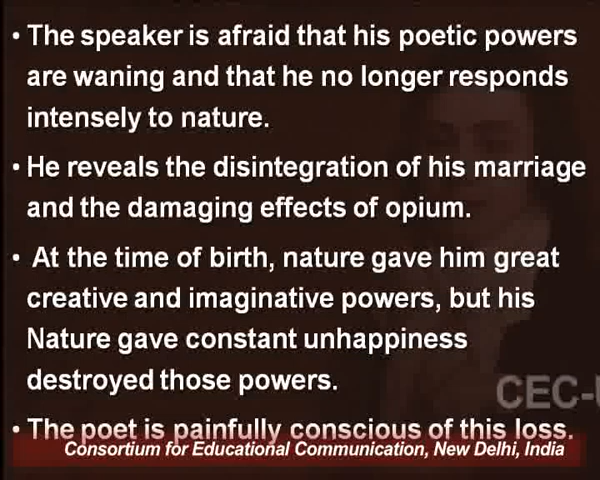 • The speaker is afraid that his poetic powers
are waning and that he no longer responds
intensely to nature.
• He reveals the disintegration of his marriage
and the damaging effects of opium.
• At the time of birth, nature gave him great
creative and imaginative powers, but his
Nature gave constant unhappiness
destroyed those powers.
CEC-U
• The poet is painfully conscious of this loss.
Consortium for Educational Communication, New Delhi, India